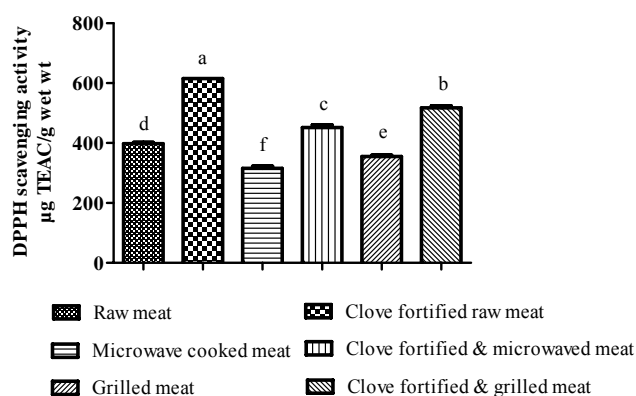 DPPH scavenging activity
µg TEAC/g wet wt
800
600
400
200
0
d
a
f
c
e
b
Raw meat
Clove fortified raw meat
Microwave cooked meat
Clove fortified & microwaved meat
Grilled meat
Clove fortified & grilled meat